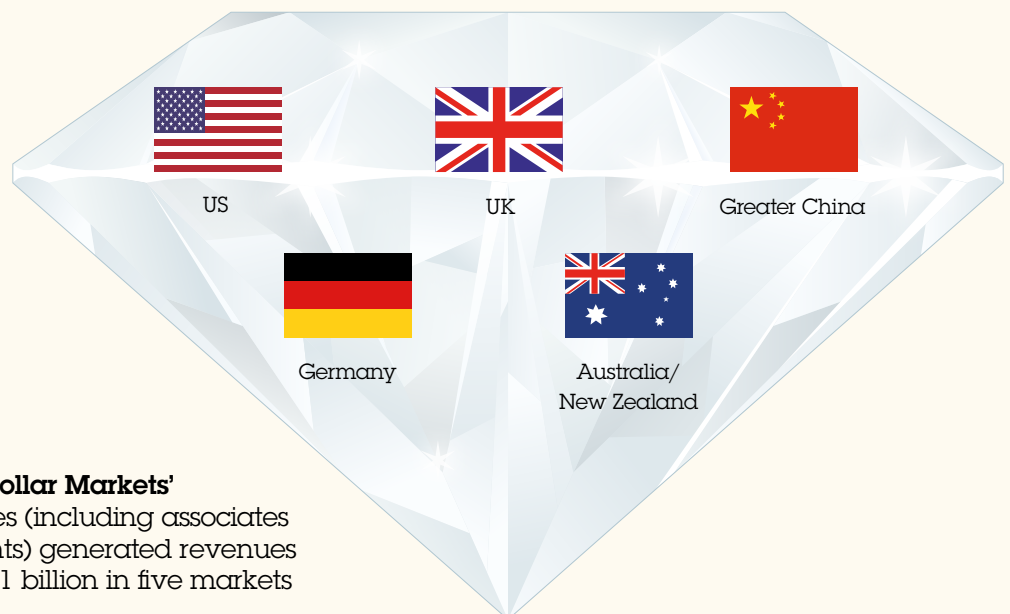 US
UK
Greater China
Germany
Australia/
New Zealand
ollar Markets’
es (including associates
nts) generated revenues
1 billion in five markets